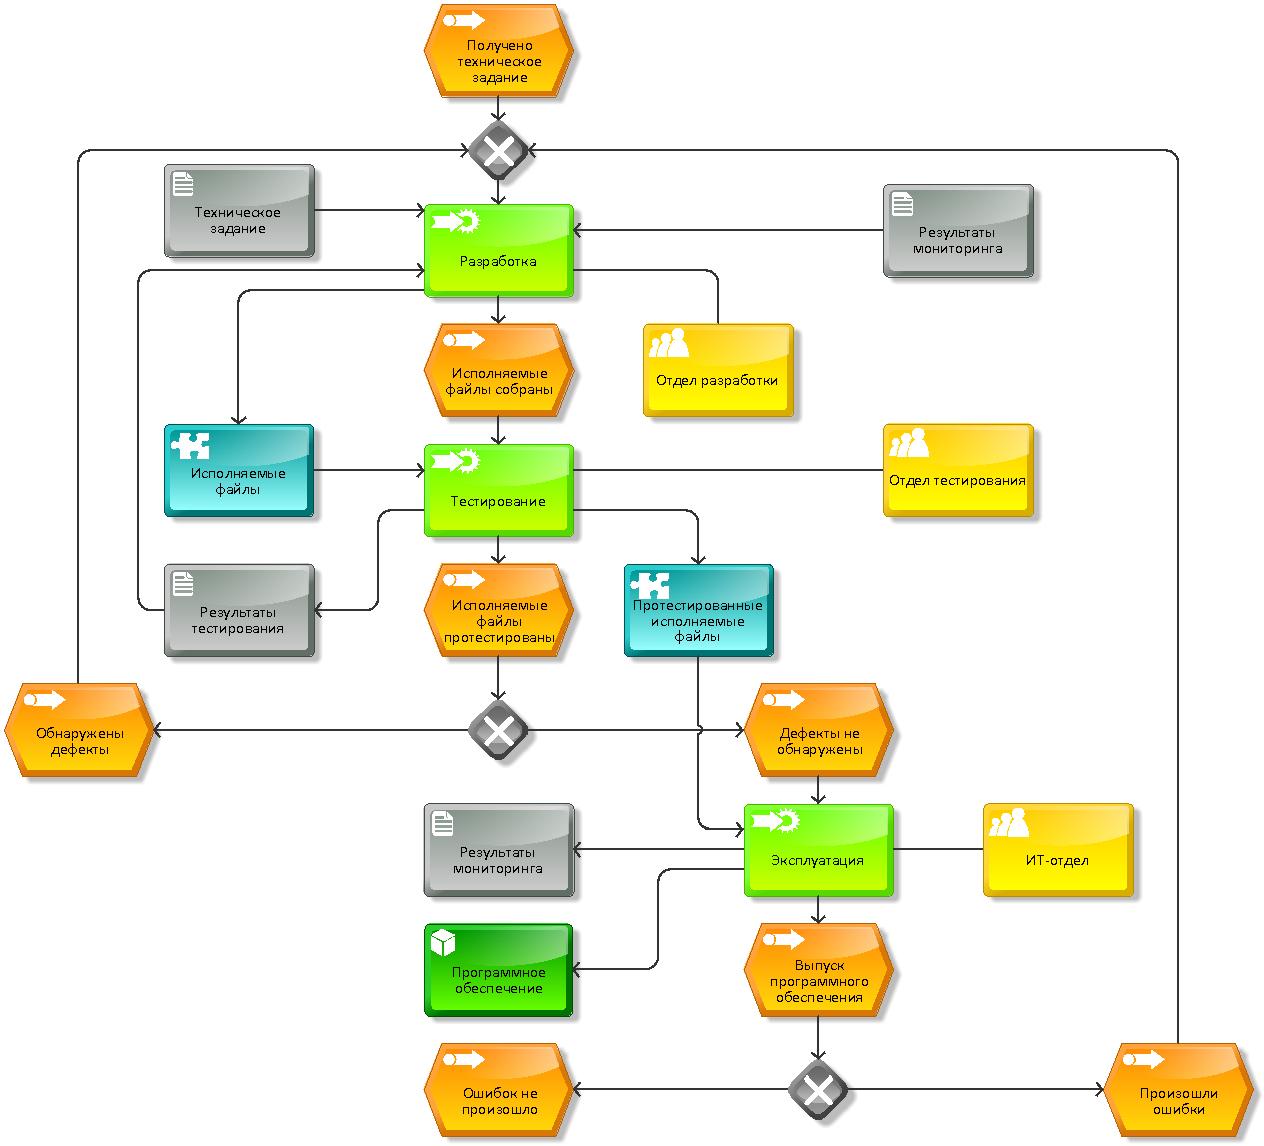 Получено
техническое
задание
Техническое
задание
Результаты
мониторинга
Разработка
Исполняемые
файлы собраны
Отдел разработки
Исполняемые
файлы
Тестирование
Отдел тестирования
Результаты
тестирования
Исполняемые
файлы
протестированы
Протестированные
исполняемые
файлы
Обнаружены
дефекты
Дефекты не
обнаружены
Результаты
мониторинга
Эксплуатация
ИТ-отдел
Программное
обеспечение
Выпуск
программного
обеспечения
Ошибок не
произошло
Произошли
ошибки